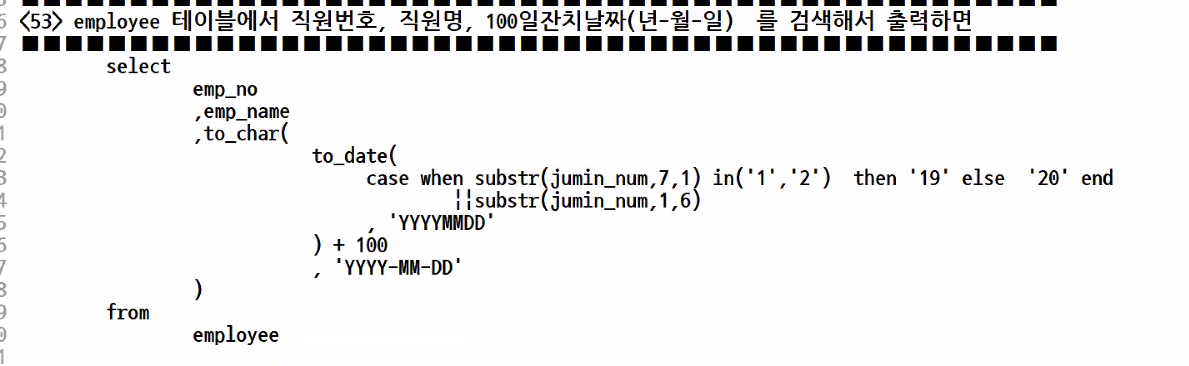 <53> employee 테이블에서 직원번호, 직원명, 100일잔치날짜(년-월-일)  를 검색해서 출력하면
select
emp_no
,emp_name
,to_char(
to_date(
case when substr(jumin_num,7,1) in('1','2')  then '19' else  '20' end
||substr(jumin_num,1,6)
, 'YYYYMMDD'
) + 100
, 'YYYY-MM-DD'
)
from
employee